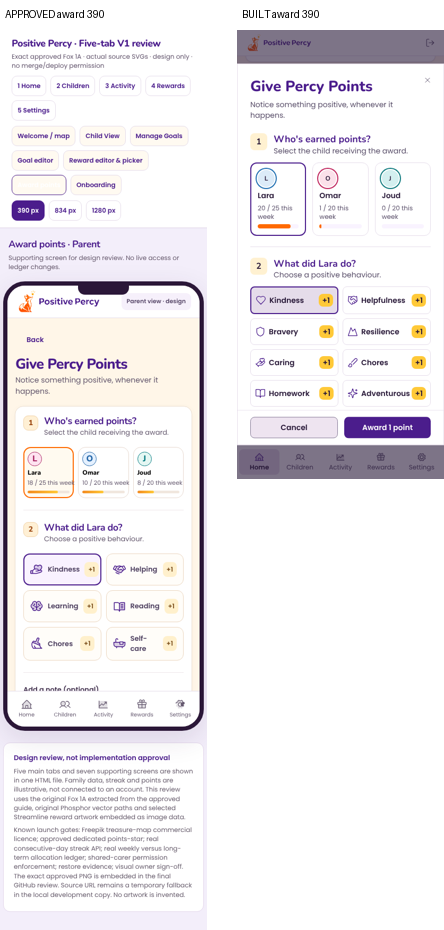 APPROVED award 390
Positive Percy · Five-tab V1 review
Exact approved Fox 1A · actual source SVGs · design only ·
no merge/deploy permission
1 Home
2 Children
3 Activity
4 Rewards
5 Settings
Welcome / map
Child View
Manage Goals
Goal editor
Reward editor & picker
Onboarding
390 px
834 px
1280 px
Award points · Parent
Supporting screen for design review. No live access or
ledger changes.
Positive Percy
Parent view · design
Back
Give Percy Points
Notice something positive, whenever it
happens.
1
Who's earned points?
Select the child receiving the award.
L
Lara
18 / 25 this week
O
Omar
10 / 20 this week
J
Joud
8 / 20 this week
2
What did Lara do?
Choose a positive behaviour.
Kindness +1
Helping +1
Learning +1
Reading +1
Chores +1
Self-
care +1
Add a note (optional)
Home
Children
Activity
Rewards
Settings
Design review, not implementation approval
Five main tabs and seven supporting screens are shown
in one HTML file. Family data, streak and points are
illustrative, not connected to an account. This review
uses the original Fox 1A extracted from the approved
guide, original Phosphor vector paths and selected
Streamline reward artwork embedded as image data.
Known launch gates: Freepik treasure-map commercial
licence; approved dedicated points-star; real
consecutive-day streak API; real weekly versus long-
term allocation ledger; shared-carer permission
enforcement; restore evidence; visual owner sign-off.
The exact approved PNG is embedded in the final
GitHub review. Source URL remains a temporary fallback
in the local development copy. No artwork is invented.
BUILT award 390
Positive Percy
Give Percy Points
×
Notice something positive, whenever it
happens.
1
Who's earned points?
Select the child receiving the award.
L
Lara
20 / 25 this
week
O
Omar
1 / 20 this
week
J
Joud
0 / 20 this
week
2
What did Lara do?
Choose a positive behaviour.
Kindness +1
Helpfulness +1
Bravery +1
Resilience +1
Caring +1
Chores +1
Homework +1
Adventurous +1
Cancel
Award 1 point
Home
Children
Activity
Rewards
Settings